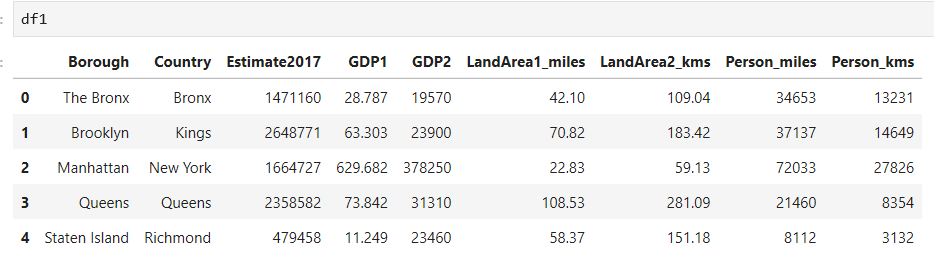 df1
Borough Country Estimate2017 GDP1 GDP2 LandArea1_miles LandArea2_kms Person_miles Person_kms
0 The Bronx Bronx 1471160 28.787 19570 42.10 109.04 34653 13231
1 Brooklyn Kings 2648771 63.303 23900 70.82 183.42 37137 14649
2 Manhattan New York 1664727 629.682 378250 22.83 59.13 72033 27826
3 Queens Queens 2358582 73.842 31310 108.53 281.09 21460 8354
4 Staten Island Richmond 479458 11.249 23460 58.37 151.18 8112 3132